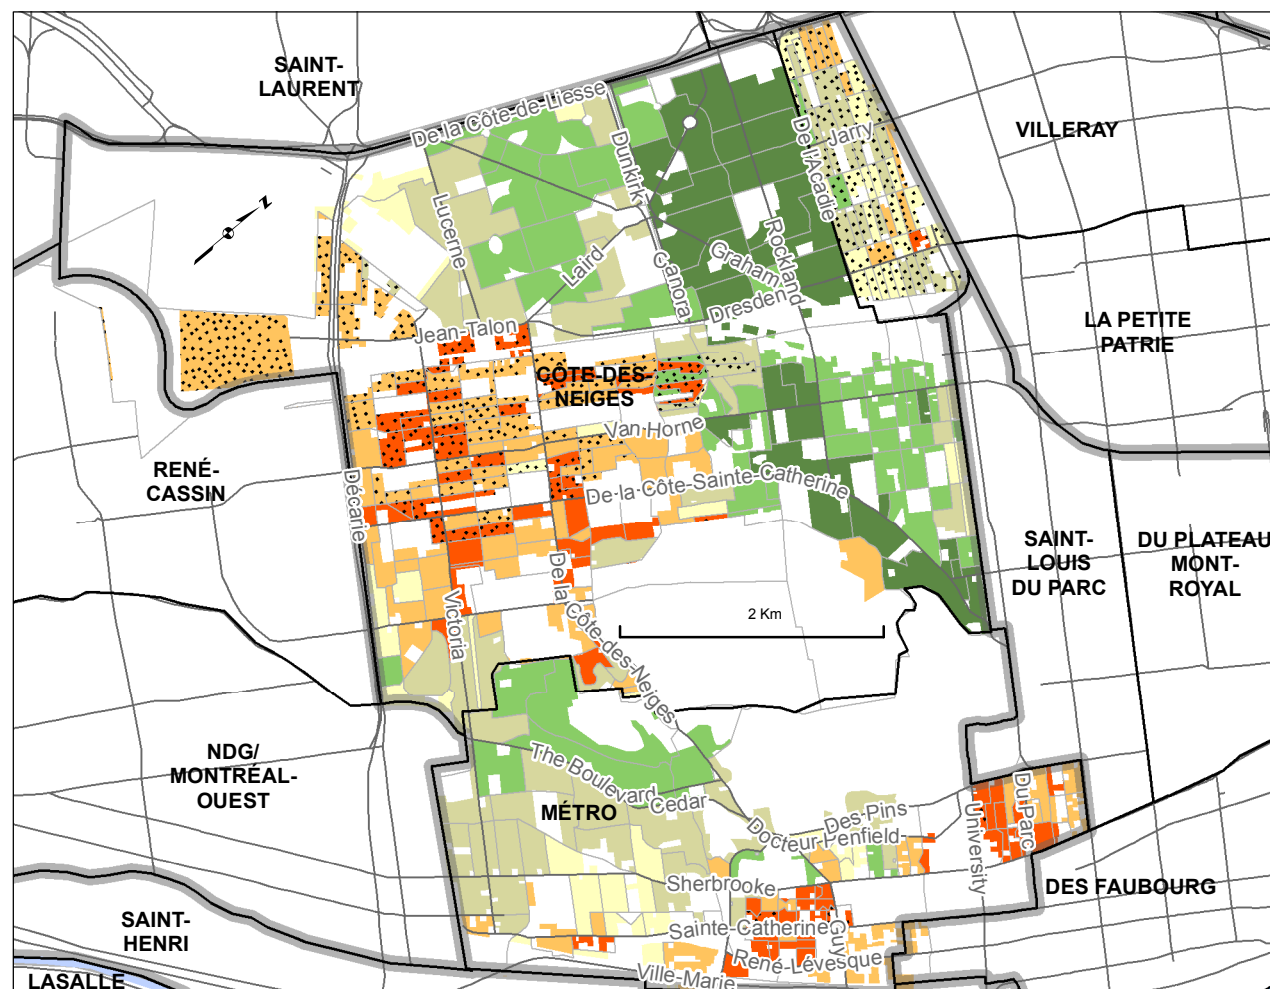 SAINT-
LAURENT
De la Côte-de-Liesse
Dunkirk
De l'Acadie
Jarry
VILLERAY
N
Lucerne
Laird
Canora
Graham
Rockland
Dresden
Jean-Talon
LA PETITE
PATRIE
CÔTE-DES-
NEIGES
Van Horne
RENÉ-
CASSIN
Décarie
De-la-Côte-Sainte-Catherine
SAINT-
LOUIS
DU PARC
DU PLATEAU
MONT-
ROYAL
Victoria
De la Côte-des-Neiges
2 Km
NDG/
MONTRÉAL-
OUEST
The Boulevard
Cedar
MÉTRO
Des Pins
Docteur-Penfield
University
Du Parc
Sherbrooke
DES FAUBOURG
SAINT-
HENRI
Sainte-Catherine
Guy
René-Lévesque
Ville-Marie
LASALLE